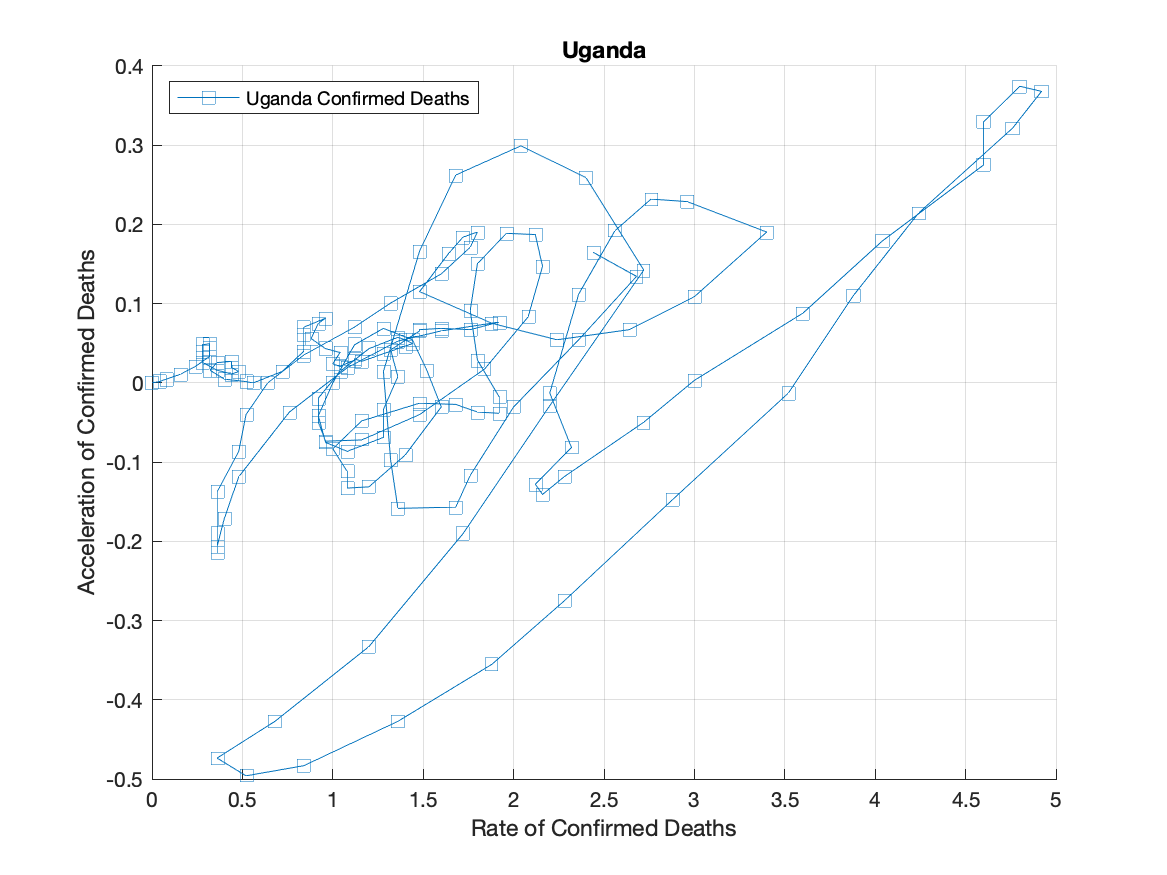 Uganda
Uganda Confirmed Deaths
Acceleration of Confirmed Deaths
0.4
0.3
0.2
0.1
0
-0.1
-0.2
-0.3
-0.4
-0.5
0 0.5 1 1.5 2 2.5 3 3.5 4 4.5 5
Rate of Confirmed Deaths